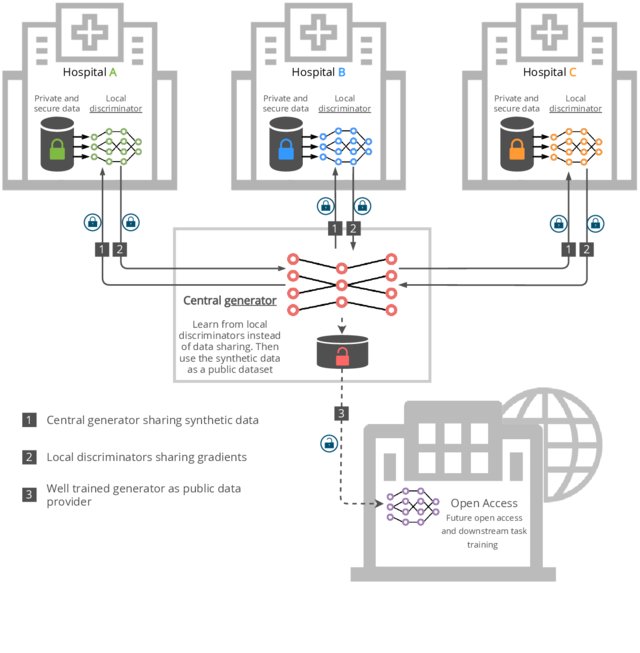 Hospital A
Private and
secure data
Local
discriminator
Hospital B
Private and
secure data
Local
discriminator
Hospital C
Private and
secure data
Local
discriminator
1
2
1
2
1
2
Central generator
Learn from local
discriminators instead
of data sharing. Then
use the synthetic data
as a public dataset
3
1 Central generator sharing synthetic data
2 Local discriminators sharing gradients
3 Well trained generator as public data
provider
Open Access
Future open access
and downstream task
training